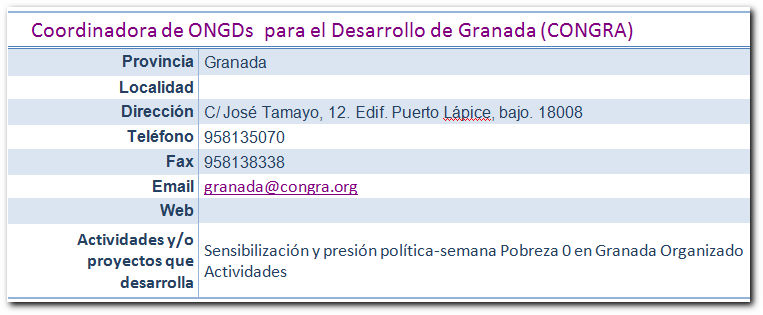 Coordinadora de ONGDs para el Desarrollo de Granada (CONGRA)
Provincia Granada
Localidad
Dirección C/ José Tamayo, 12. Edif. Puerto Lápice, bajo. 18008
Teléfono 958135070
Fax 958138338
Email granada@congra.org
Web
Actividades y/o
proyectos que
desarrolla
Sensibilización y presión política-semana Pobreza 0 en Granada Organizado
Actividades